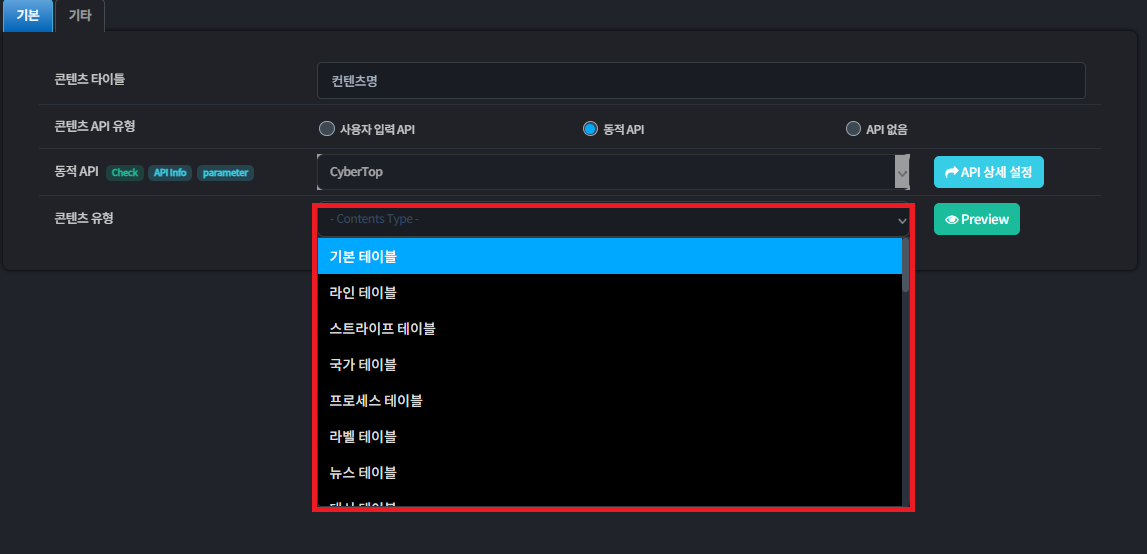 기본 기타
콘텐츠 타이틀 컨텐츠명
콘텐츠 API 유형 사용자 입력 API 동적 API API 없음
동적 API Check API Info parameter CyberTop API 상세 설정
콘텐츠 유형 - Contents Type - Preview
기본 테이블
라인 테이블
스트라이프 테이블
국가 테이블
프로세스 테이블
라벨 테이블
뉴스 테이블